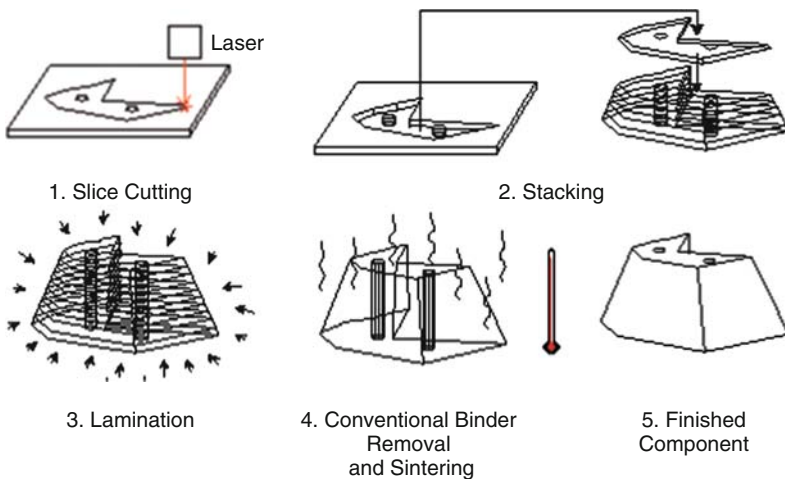 Laser
1. Slice Cutting
2. Stacking
3. Lamination
4. Conventional Binder
Removal
and Sintering
5. Finished
Component